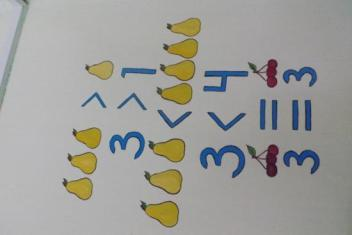 >
3 > 1
<
3 < 4
=
3 = 3